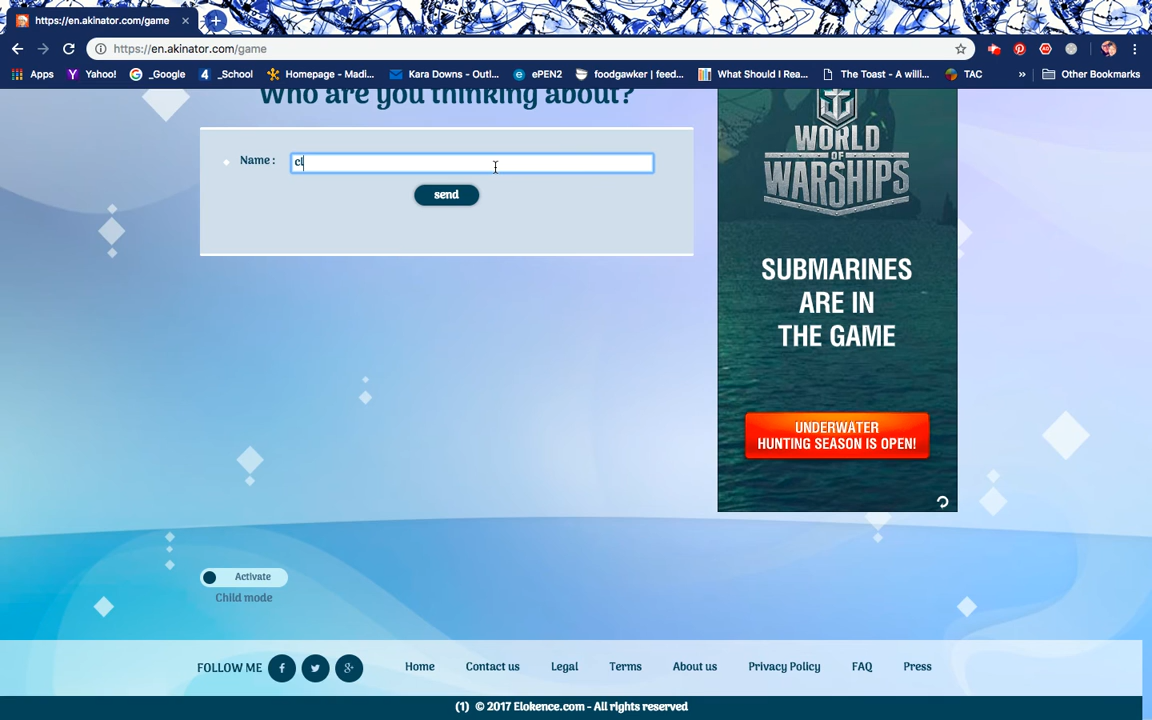 https://en.akinator.com/game
https://en.akinator.com/game
Apps
Yahoo!
_Google
_School
Homepage - Madi...
Kara Downs - Outl...
ePEN2
foodgawker | feed...
What Should I Rea...
The Toast - A willi...
TAC
»
Other Bookmarks
Who are you thinking about?
Name :
cl
send
WORLD
OF
WARSHIPS
SUBMARINES
ARE IN
THE GAME
UNDERWATER
HUNTING SEASON IS OPEN!
Activate
Child mode
FOLLOW ME
Home
Contact us
Legal
Terms
About us
Privacy Policy
FAQ
Press
(1) © 2017 Elokence.com - All rights reserved